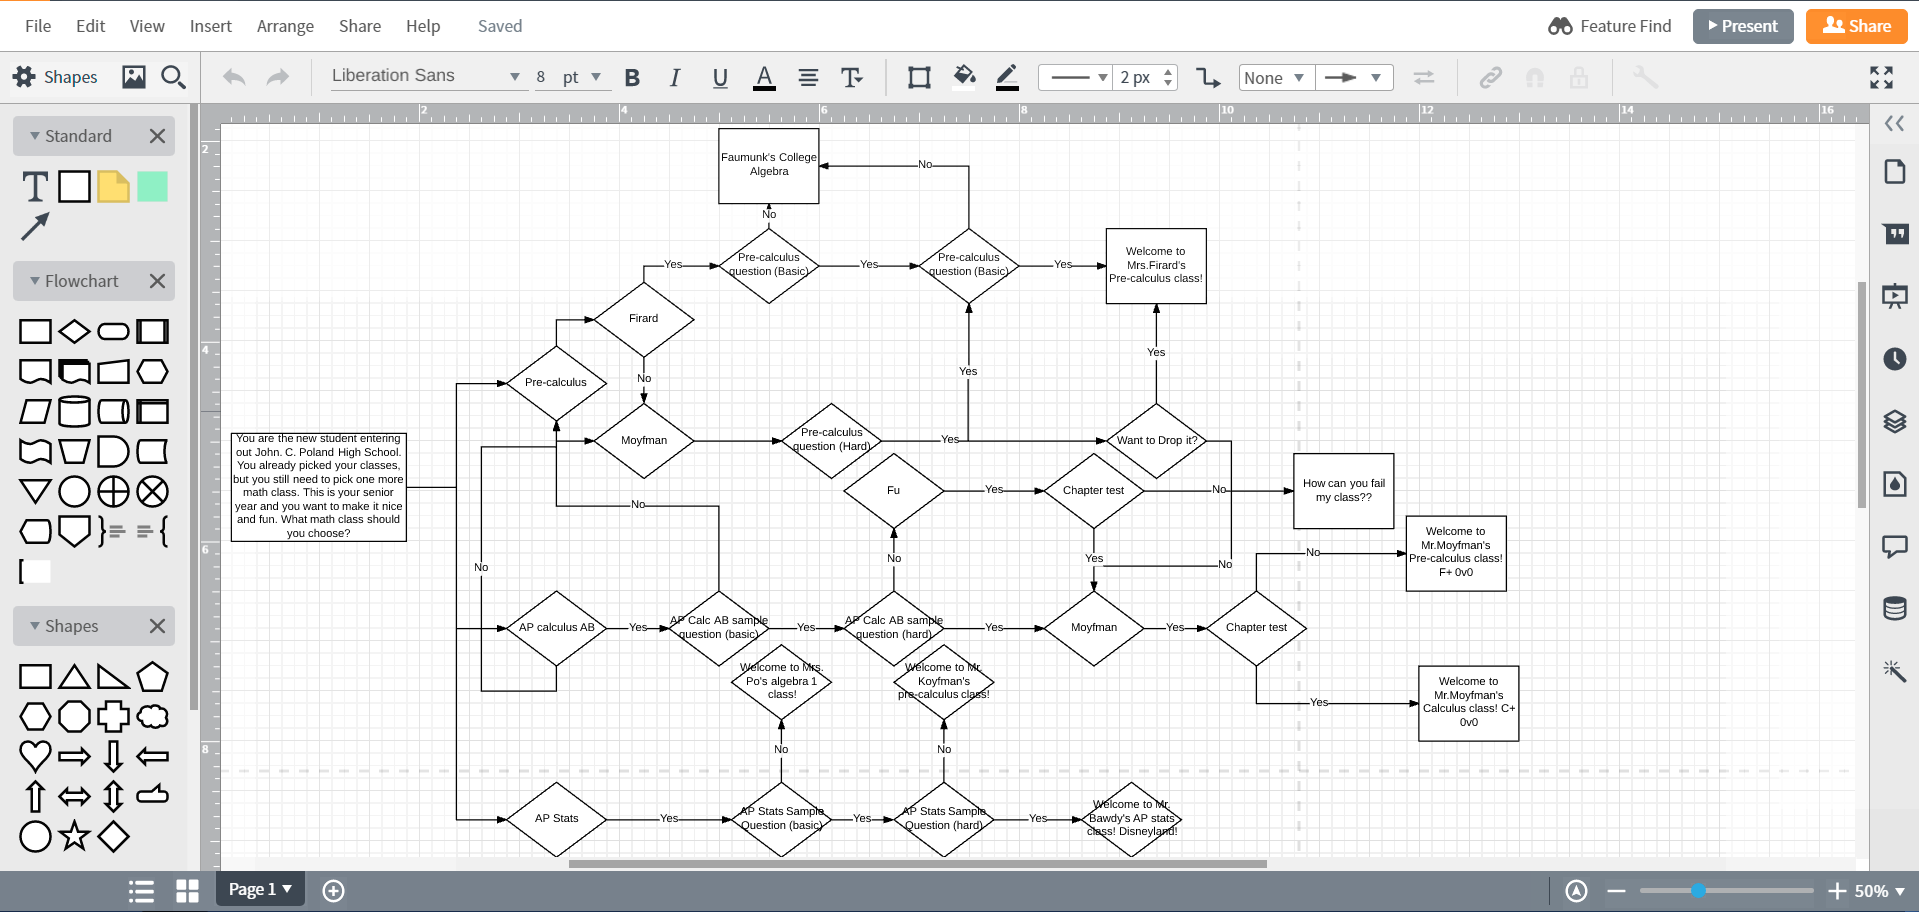 File Edit View Insert Arrange Share Help Saved
Feature Find Present Share
Shapes Liberation Sans 8 pt B I U A T 2 px None
2 4 6 8 10 12 14 16
Standard
T
Flowchart
Shapes
2
4
6
8
Faumunk's College
Algebra
No
No
Pre-calculus
question (Basic)
Yes
Yes
Pre-calculus
question (Basic)
Yes
Welcome to
Mrs.Firard's
Pre-calculus class!
Firard
Pre-calculus
No
Yes
Yes
Moyfman
Pre-calculus
question (Hard)
Yes
Want to Drop it?
You are the new student entering
out John. C. Poland High School.
You already picked your classes,
but you still need to pick one more
math class. This is your senior
year and you want to make it nice
and fun. What math class should
you choose?
Fu
Yes
Chapter test
No
How can you fail
my class??
No
No
No
Yes
No
No
Welcome to
Mr.Moyfman's
Pre-calculus class!
F+ 0v0
AP calculus AB
Yes
AP Calc AB sample
question (basic)
Yes
AP Calc AB sample
question (hard)
Yes
Moyfman
Yes
Chapter test
Welcome to Mrs.
Po's algebra 1
class!
Welcome to Mr.
Koyfman's
pre-calculus class!
Yes
Welcome to
Mr.Moyfman's
Calculus class! C+
0v0
No
No
AP Stats
Yes
AP Stats Sample
Question (basic)
Yes
AP Stats Sample
Question (hard)
Yes
Welcome to Mr.
Bawdy's AP stats
class! Disneyland!
Page 1
50%